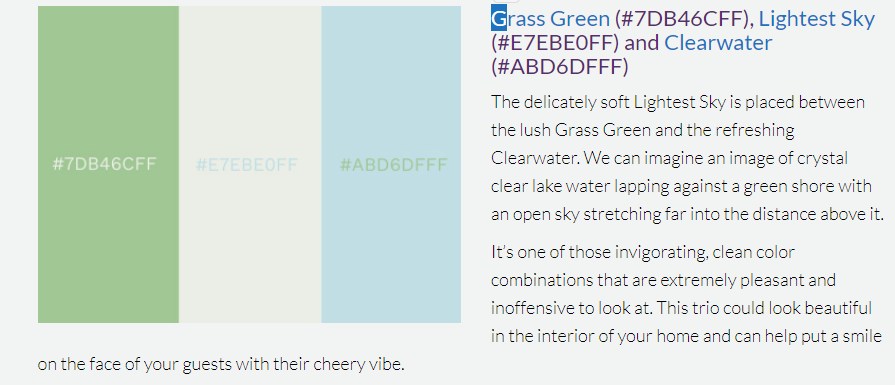 #7DB46CFF
#E7EBE0FF
#ABD6DFFF
Grass Green (#7DB46CFF), Lightest Sky
(#E7EBE0FF) and Clearwater
(#ABD6DFFF)
The delicately soft Lightest Sky is placed between
the lush Grass Green and the refreshing
Clearwater. We can imagine an image of crystal
clear lake water lapping against a green shore with
an open sky stretching far into the distance above it.
It's one of those invigorating, clean color
combinations that are extremely pleasant and
inoffensive to look at. This trio could look beautiful
in the interior of your home and can help put a smile
on the face of your guests with their cheery vibe.